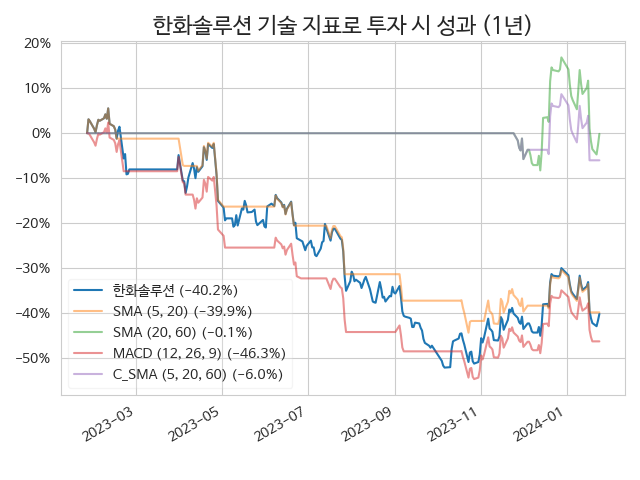 한화솔루션 기술 지표로 투자 시 성과 (1년)
20%
10%
0%
−10%
−20%
−30%
−40%
−50%
한화솔루션 (−40.2%)
SMA (5, 20) (−39.9%)
SMA (20, 60) (−0.1%)
MACD (12, 26, 9) (−46.3%)
C_SMA (5, 20, 60) (−6.0%)
2023−03
2023−05
2023−07
2023−09
2023−11
2024−01